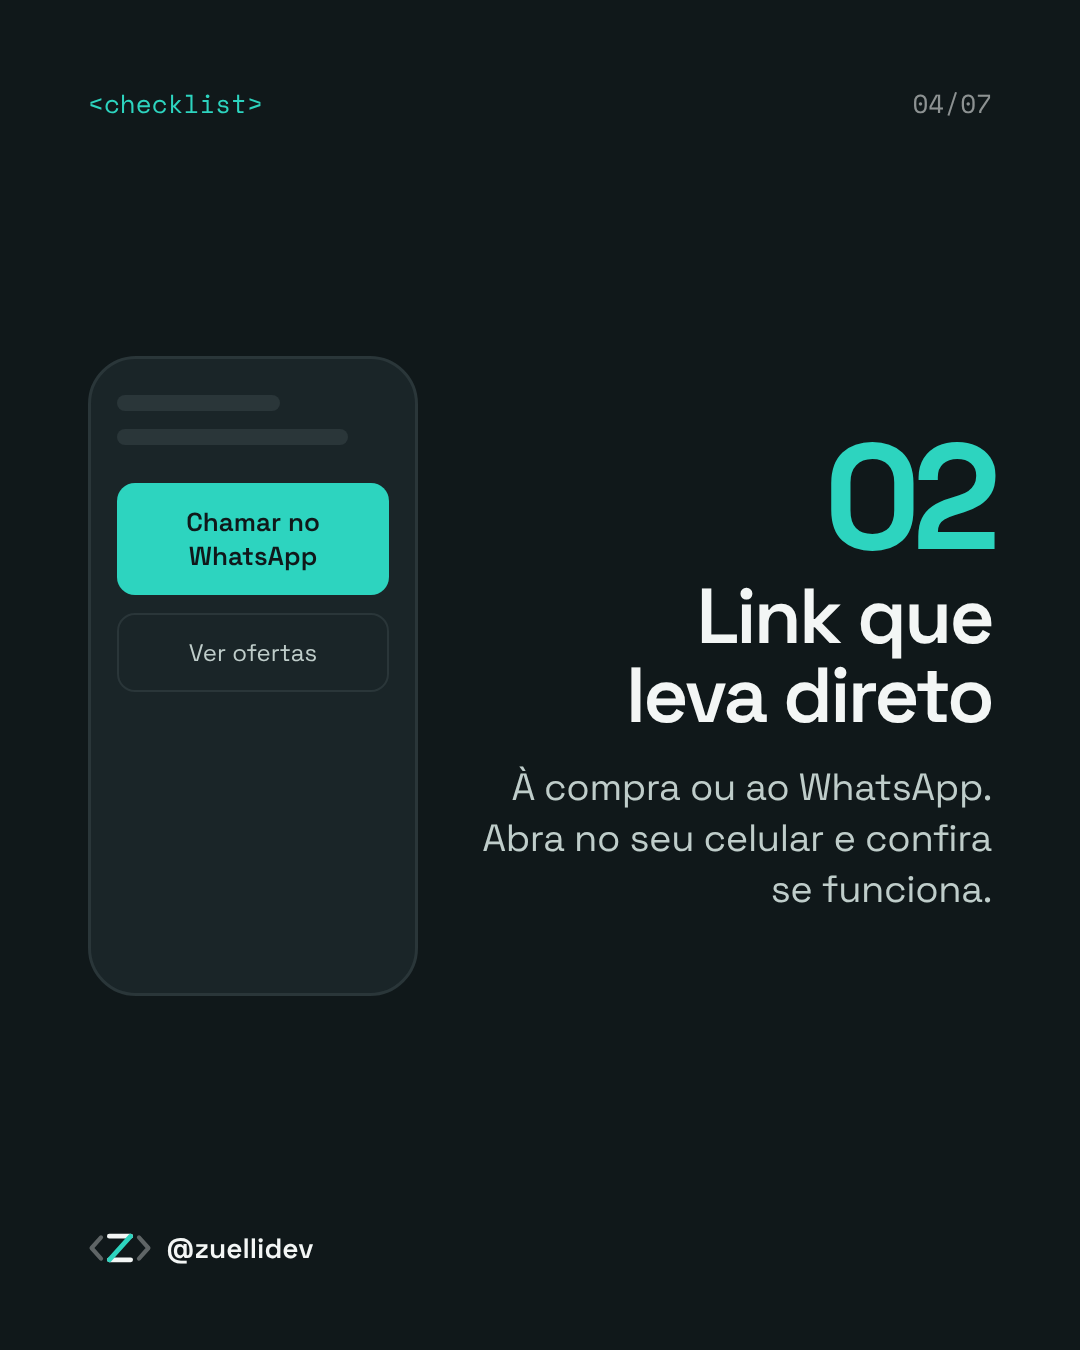 <checklist>
04/07
Chamar no
WhatsApp
Ver ofertas
02
Link que
leva direto
À compra ou ao WhatsApp.
Abra no seu celular e confira
se funciona.
<Z> @zuellidev